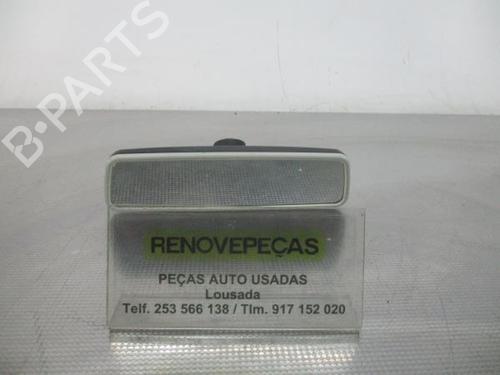 B-PARTS
RENOVEPEÇAS
PEÇAS AUTO USADAS
Lousada
Telf. 253 566 138 / Tlm. 917 152 020